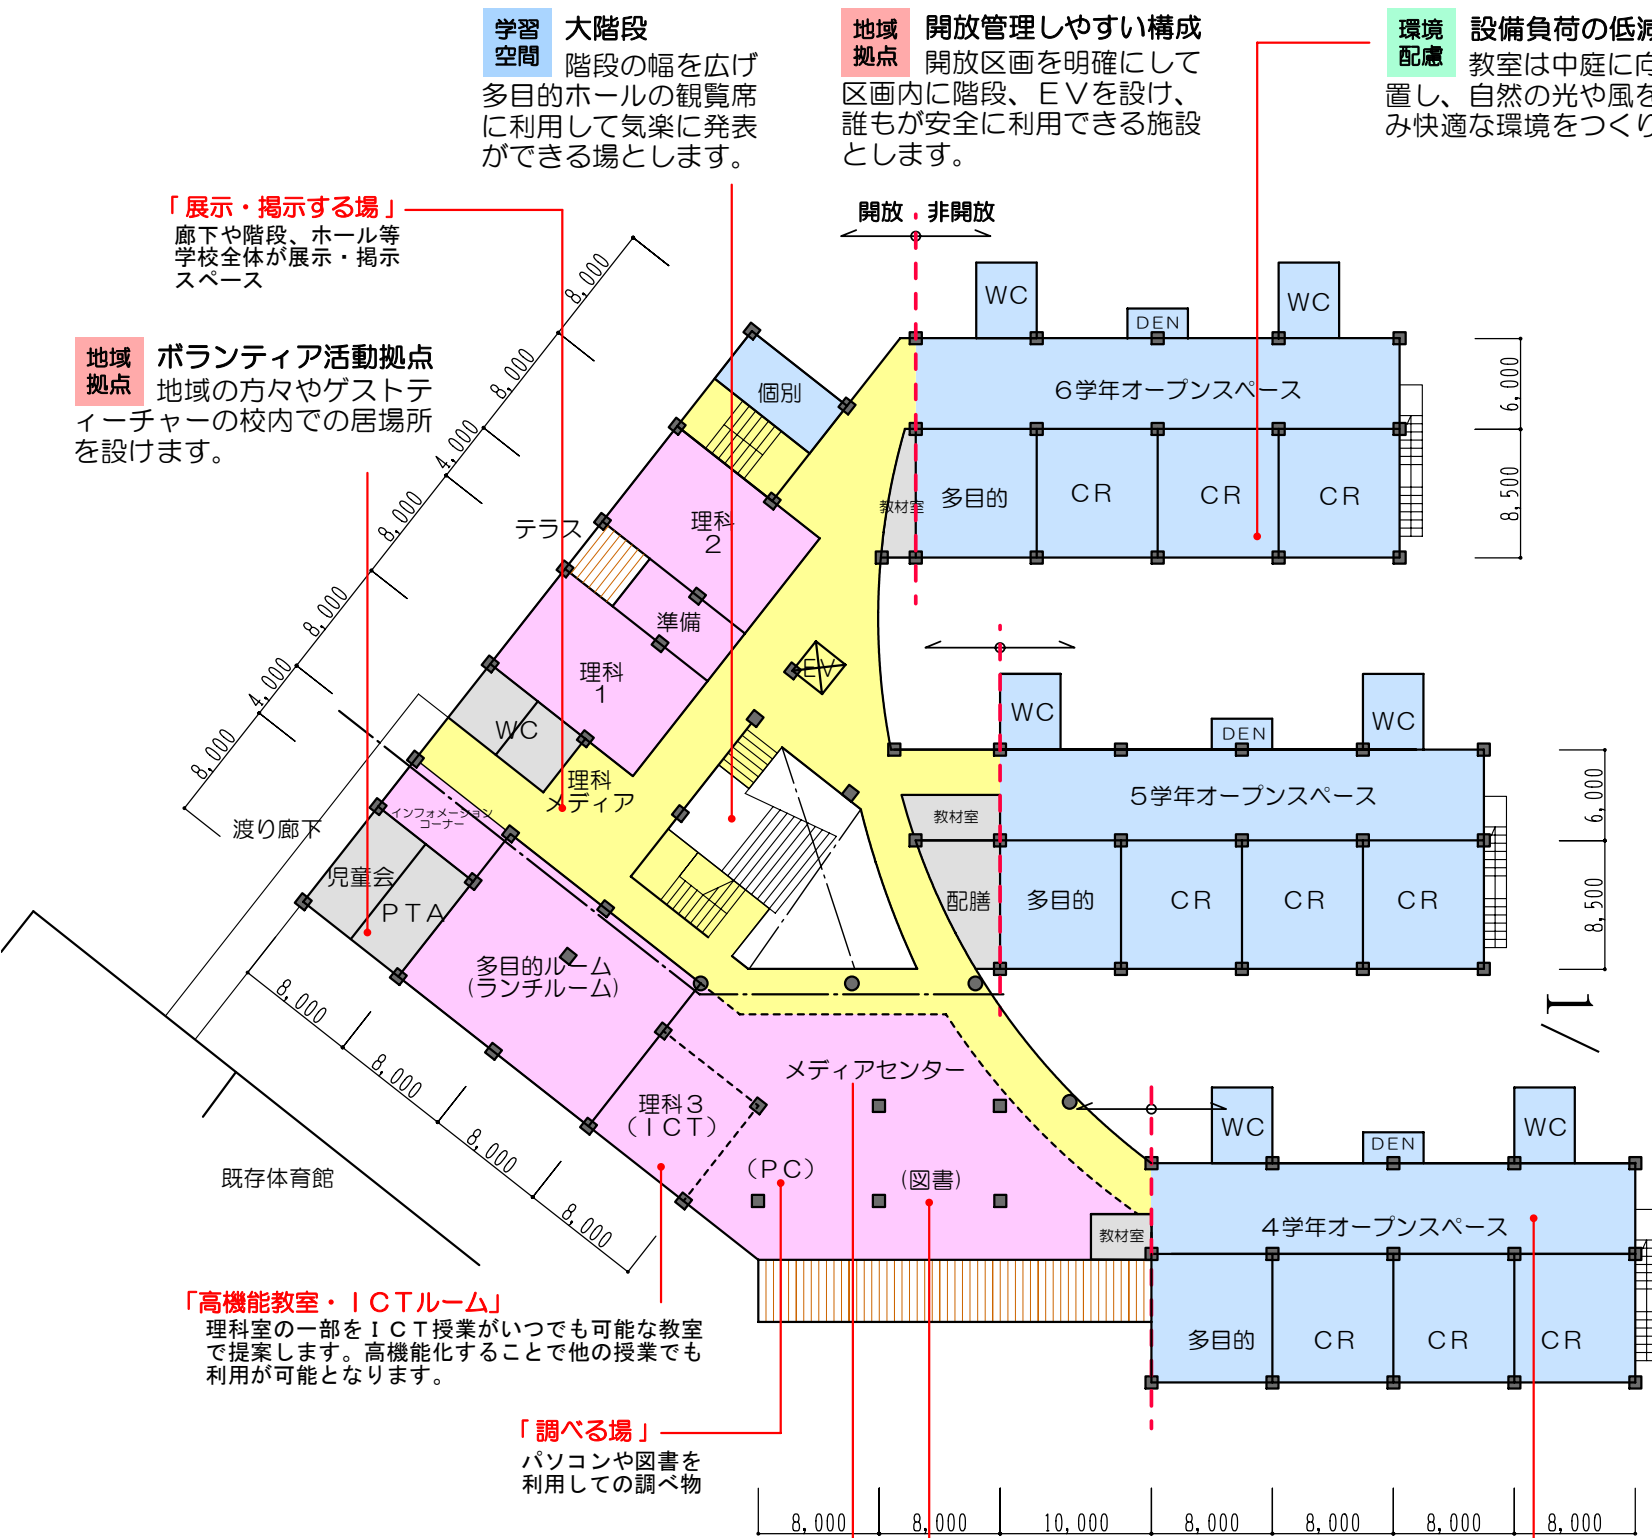 学習
空間
大階段
階段の幅を広げ
多目的ホールの観覧席
に利用して気楽に発表
ができる場とします。
地域
拠点
開放管理しやすい構成
開放区画を明確にして
区画内に階段、ＥＶを設け、
誰もが安全に利用できる施設
とします。
環境
配慮
設備負荷の低減
教室は中庭に向
置し、自然の光や風を
み快適な環境をつくり
「展示・掲示する場」
廊下や階段、ホール等
学校全体が展示・掲示
スペース
地域
拠点
ボランティア活動拠点
地域の方々やゲストテ
ィーチャーの校内での居場所
を設けます。
開放
非開放
WC
DEN
WC
6学年オープンスペース
教材室
多目的
CR
CR
CR
6,000
8,500
8,000
8,000
4,000
8,000
8,000
4,000
8,000
個別
理科
2
テラス
準備
理科
1
WC
理科
メディア
EV
インフォメーション
コーナー
渡り廊下
児童会
PTA
多目的ルーム
(ランチルーム)
WC
DEN
WC
5学年オープンスペース
教材室
配膳
多目的
CR
CR
CR
6,000
8,500
8,000
8,000
8,000
8,000
既存体育館
理科3
(ICT)
メディアセンター
(PC)
(図書)
教材室
WC
DEN
WC
4学年オープンスペース
多目的
CR
CR
CR
1/
「高機能教室・ＩＣＴルーム」
理科室の一部をＩＣＴ授業がいつでも可能な教室
で提案します。高機能化することで他の授業でも
利用が可能となります。
「調べる場」
パソコンや図書を
利用しての調べ物
8,000
8,000
10,000
8,000
8,000
8,000
8,000